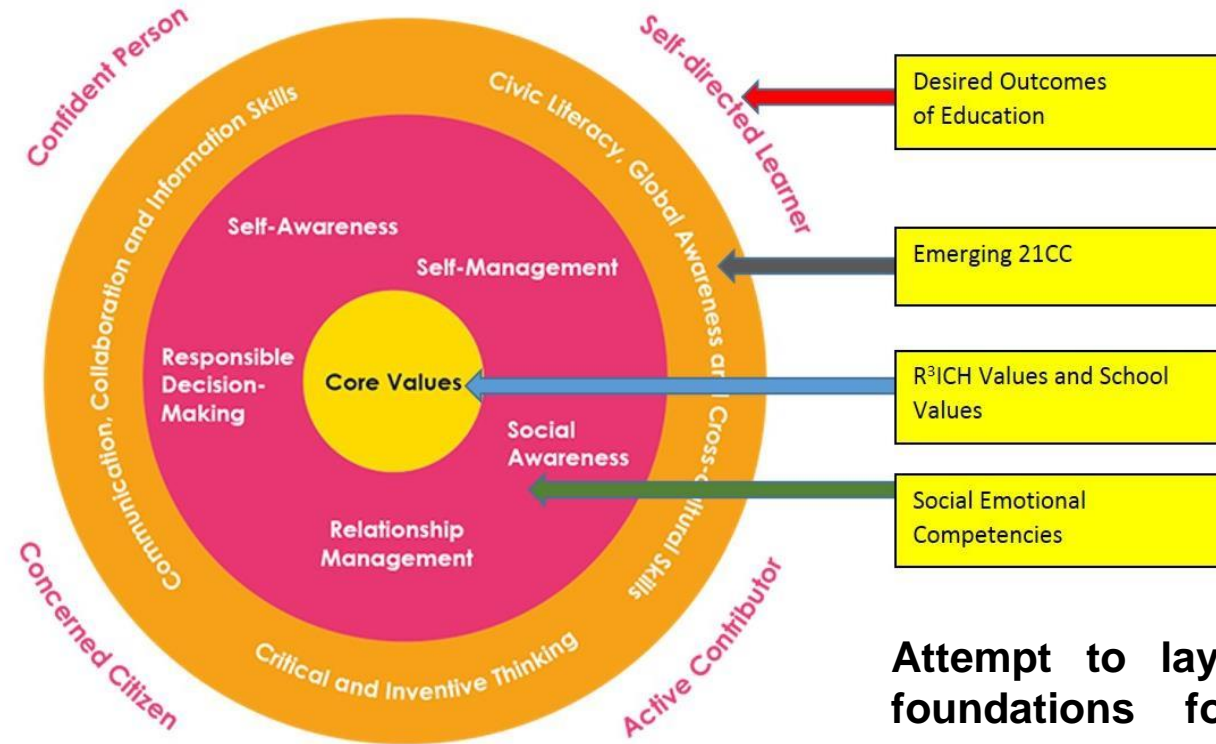 Confident Person
Self-directed Learner
Communication, Collaboration and Information Skills
Civic Literacy, Global Awareness and Cross-cultural Skills
Self-Awareness
Self-Management
Responsible
Decision-
Making
Core Values
Social
Awareness
Relationship
Management
Critical and Inventive Thinking
Concerned Citizen
Active Contributor
Desired Outcomes
of Education
Emerging 21CC
R³ICH Values and School
Values
Social Emotional
Competencies
Attempt to lay
foundations